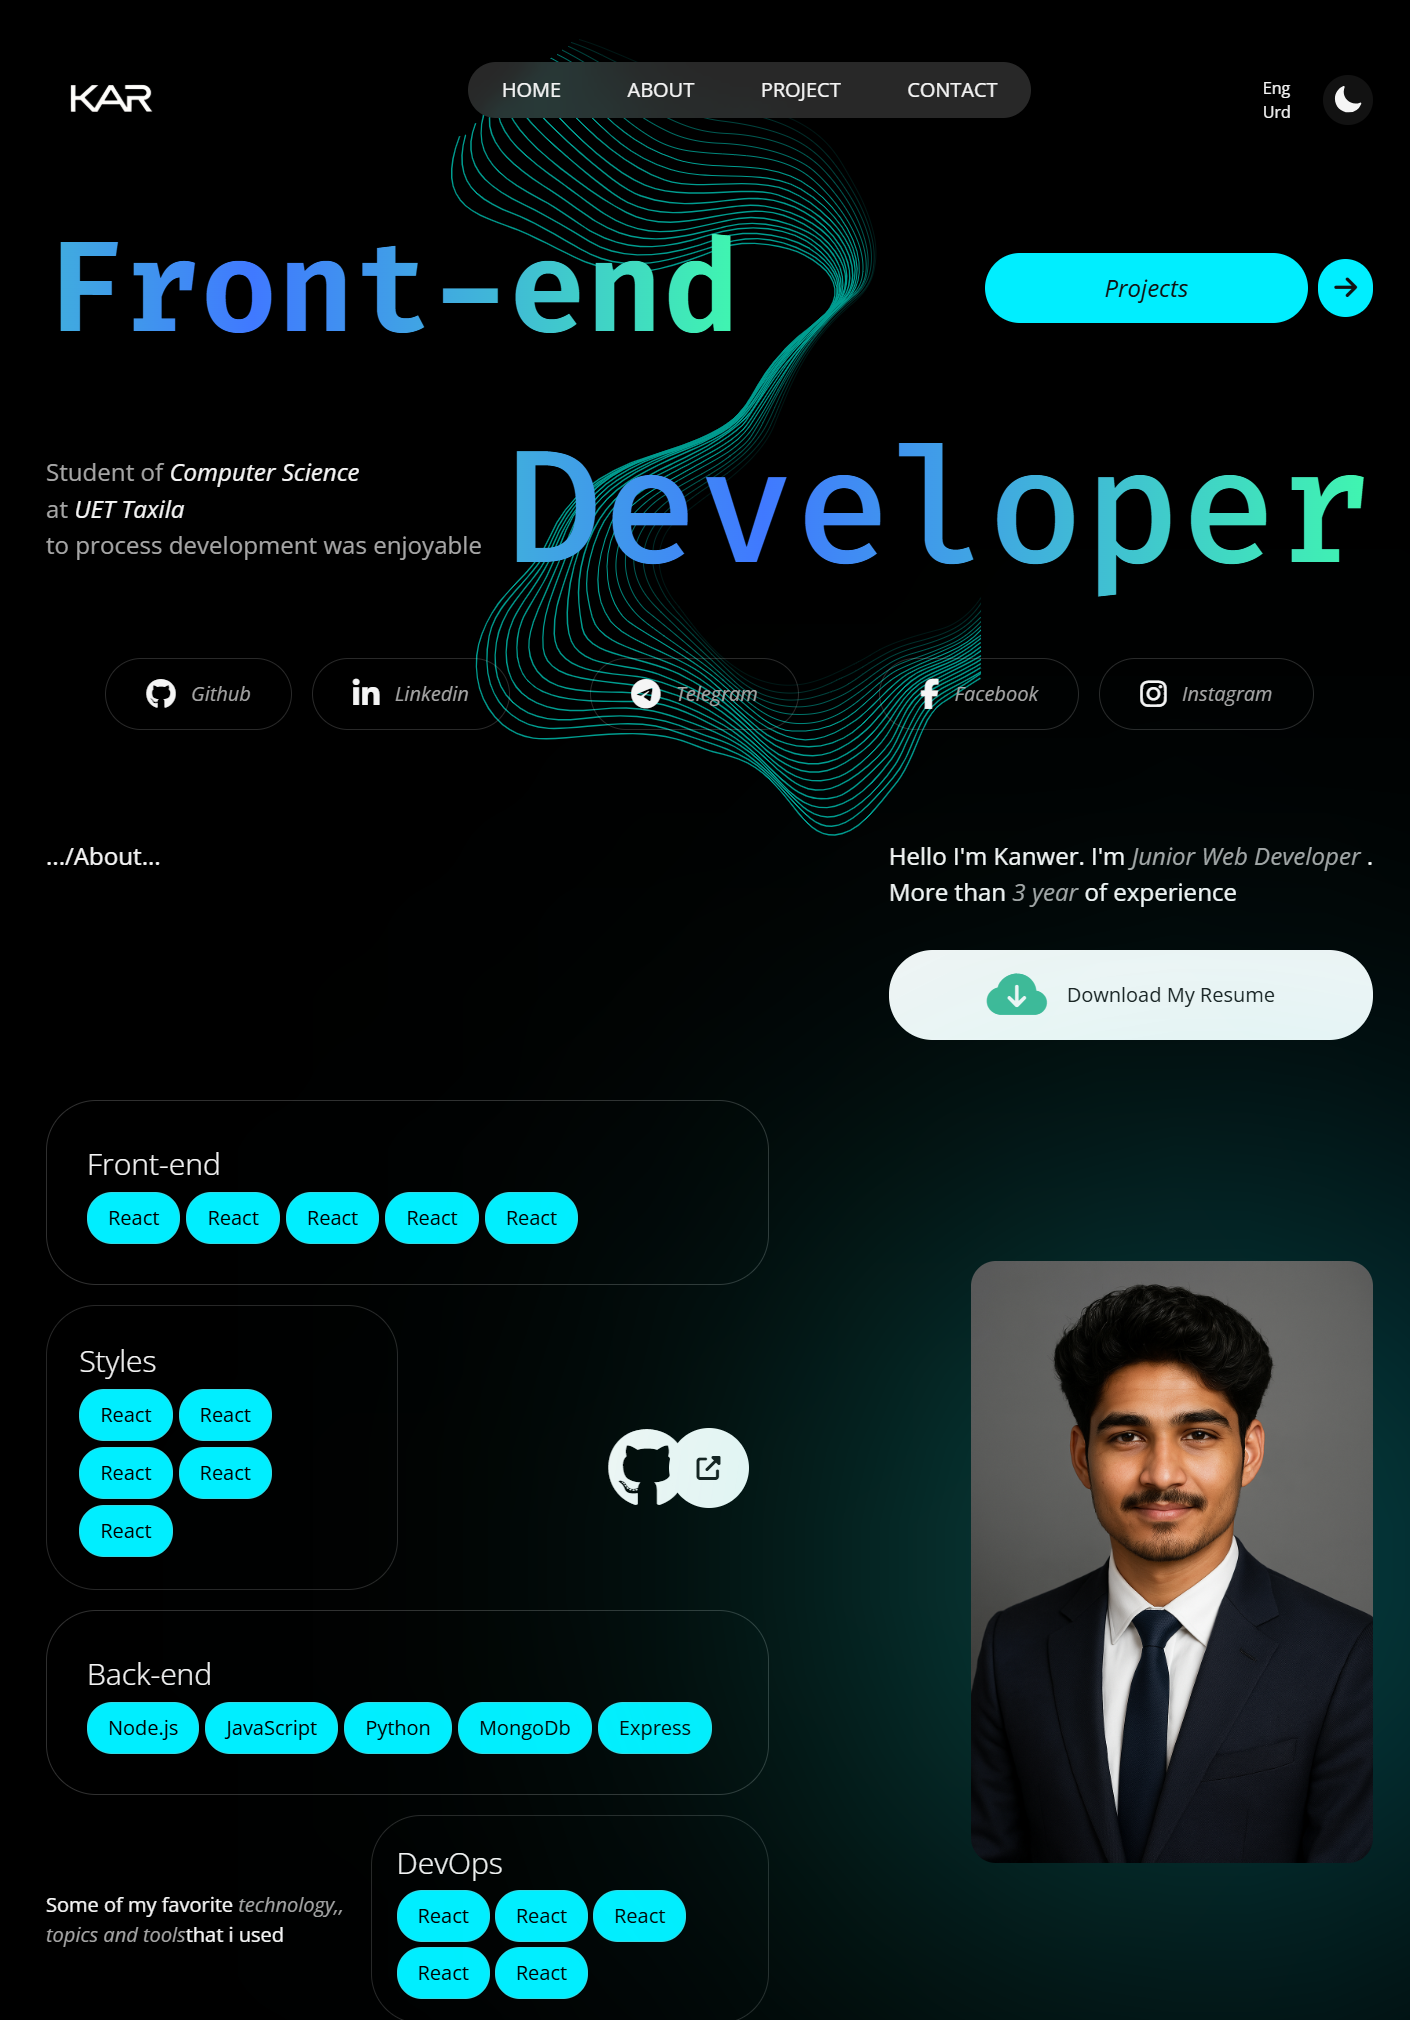 KAR
HOME ABOUT PROJECT CONTACT
Eng
Urd
Front-end
Projects
Student of Computer Science
at UET Taxila
to process development was enjoyable
Developer
Github Linkedin Telegram Facebook Instagram
.../About...
Hello I'm Kanwer. I'm Junior Web Developer .
More than 3 year of experience
Download My Resume
Front-end
React React React React React
Styles
React React
React React
React
Back-end
Node.js JavaScript Python MongoDb Express
DevOps
React React React
React React
Some of my favorite technology,,
topics and toolsthat i used